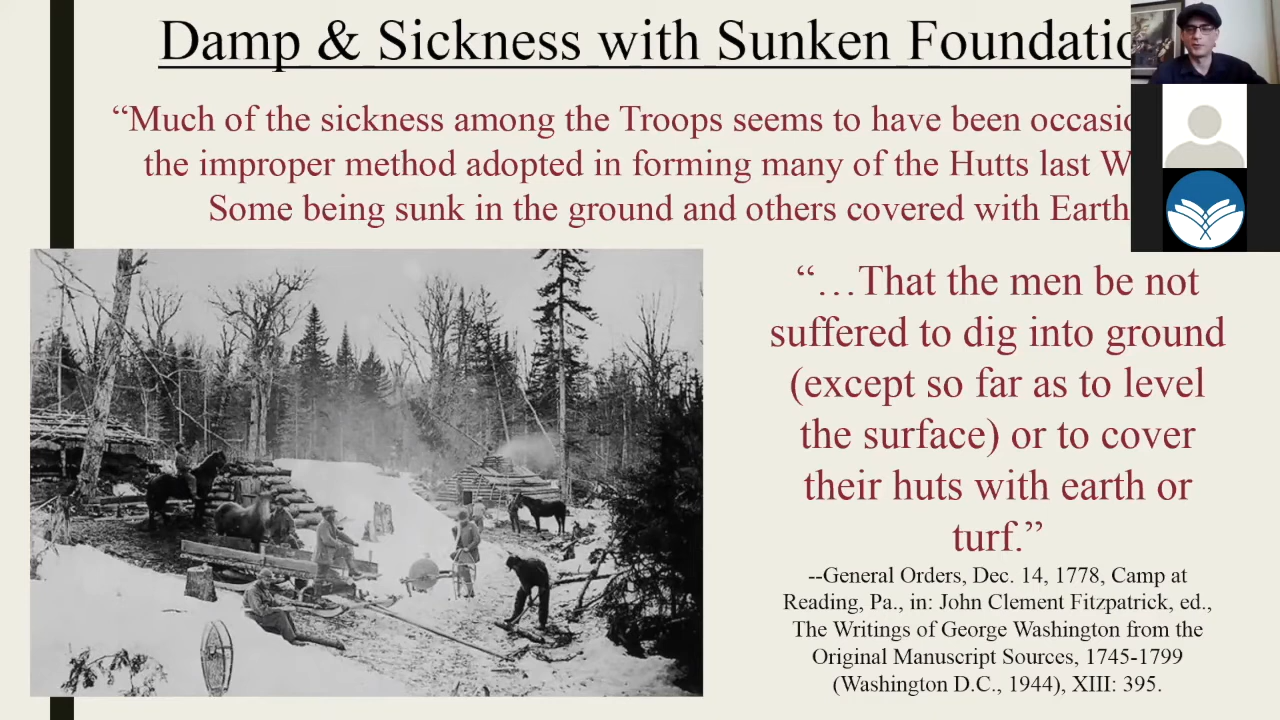 Damp & Sickness with Sunken
“Much of the sickness among the Troops seems to have been
the improper method adopted in forming many of the Hutts last
Some being sunk in the ground and others covered with Earth
“…That the men be not
suffered to dig into ground
(except so far as to level
the surface) or to cover
their huts with earth or
turf.”
--General Orders, Dec. 14, 1778, Camp at
Reading, Pa., in: John Clement Fitzpatrick, ed.,
The Writings of George Washington from the
Original Manuscript Sources, 1745-1799
(Washington D.C., 1944), XIII: 395.